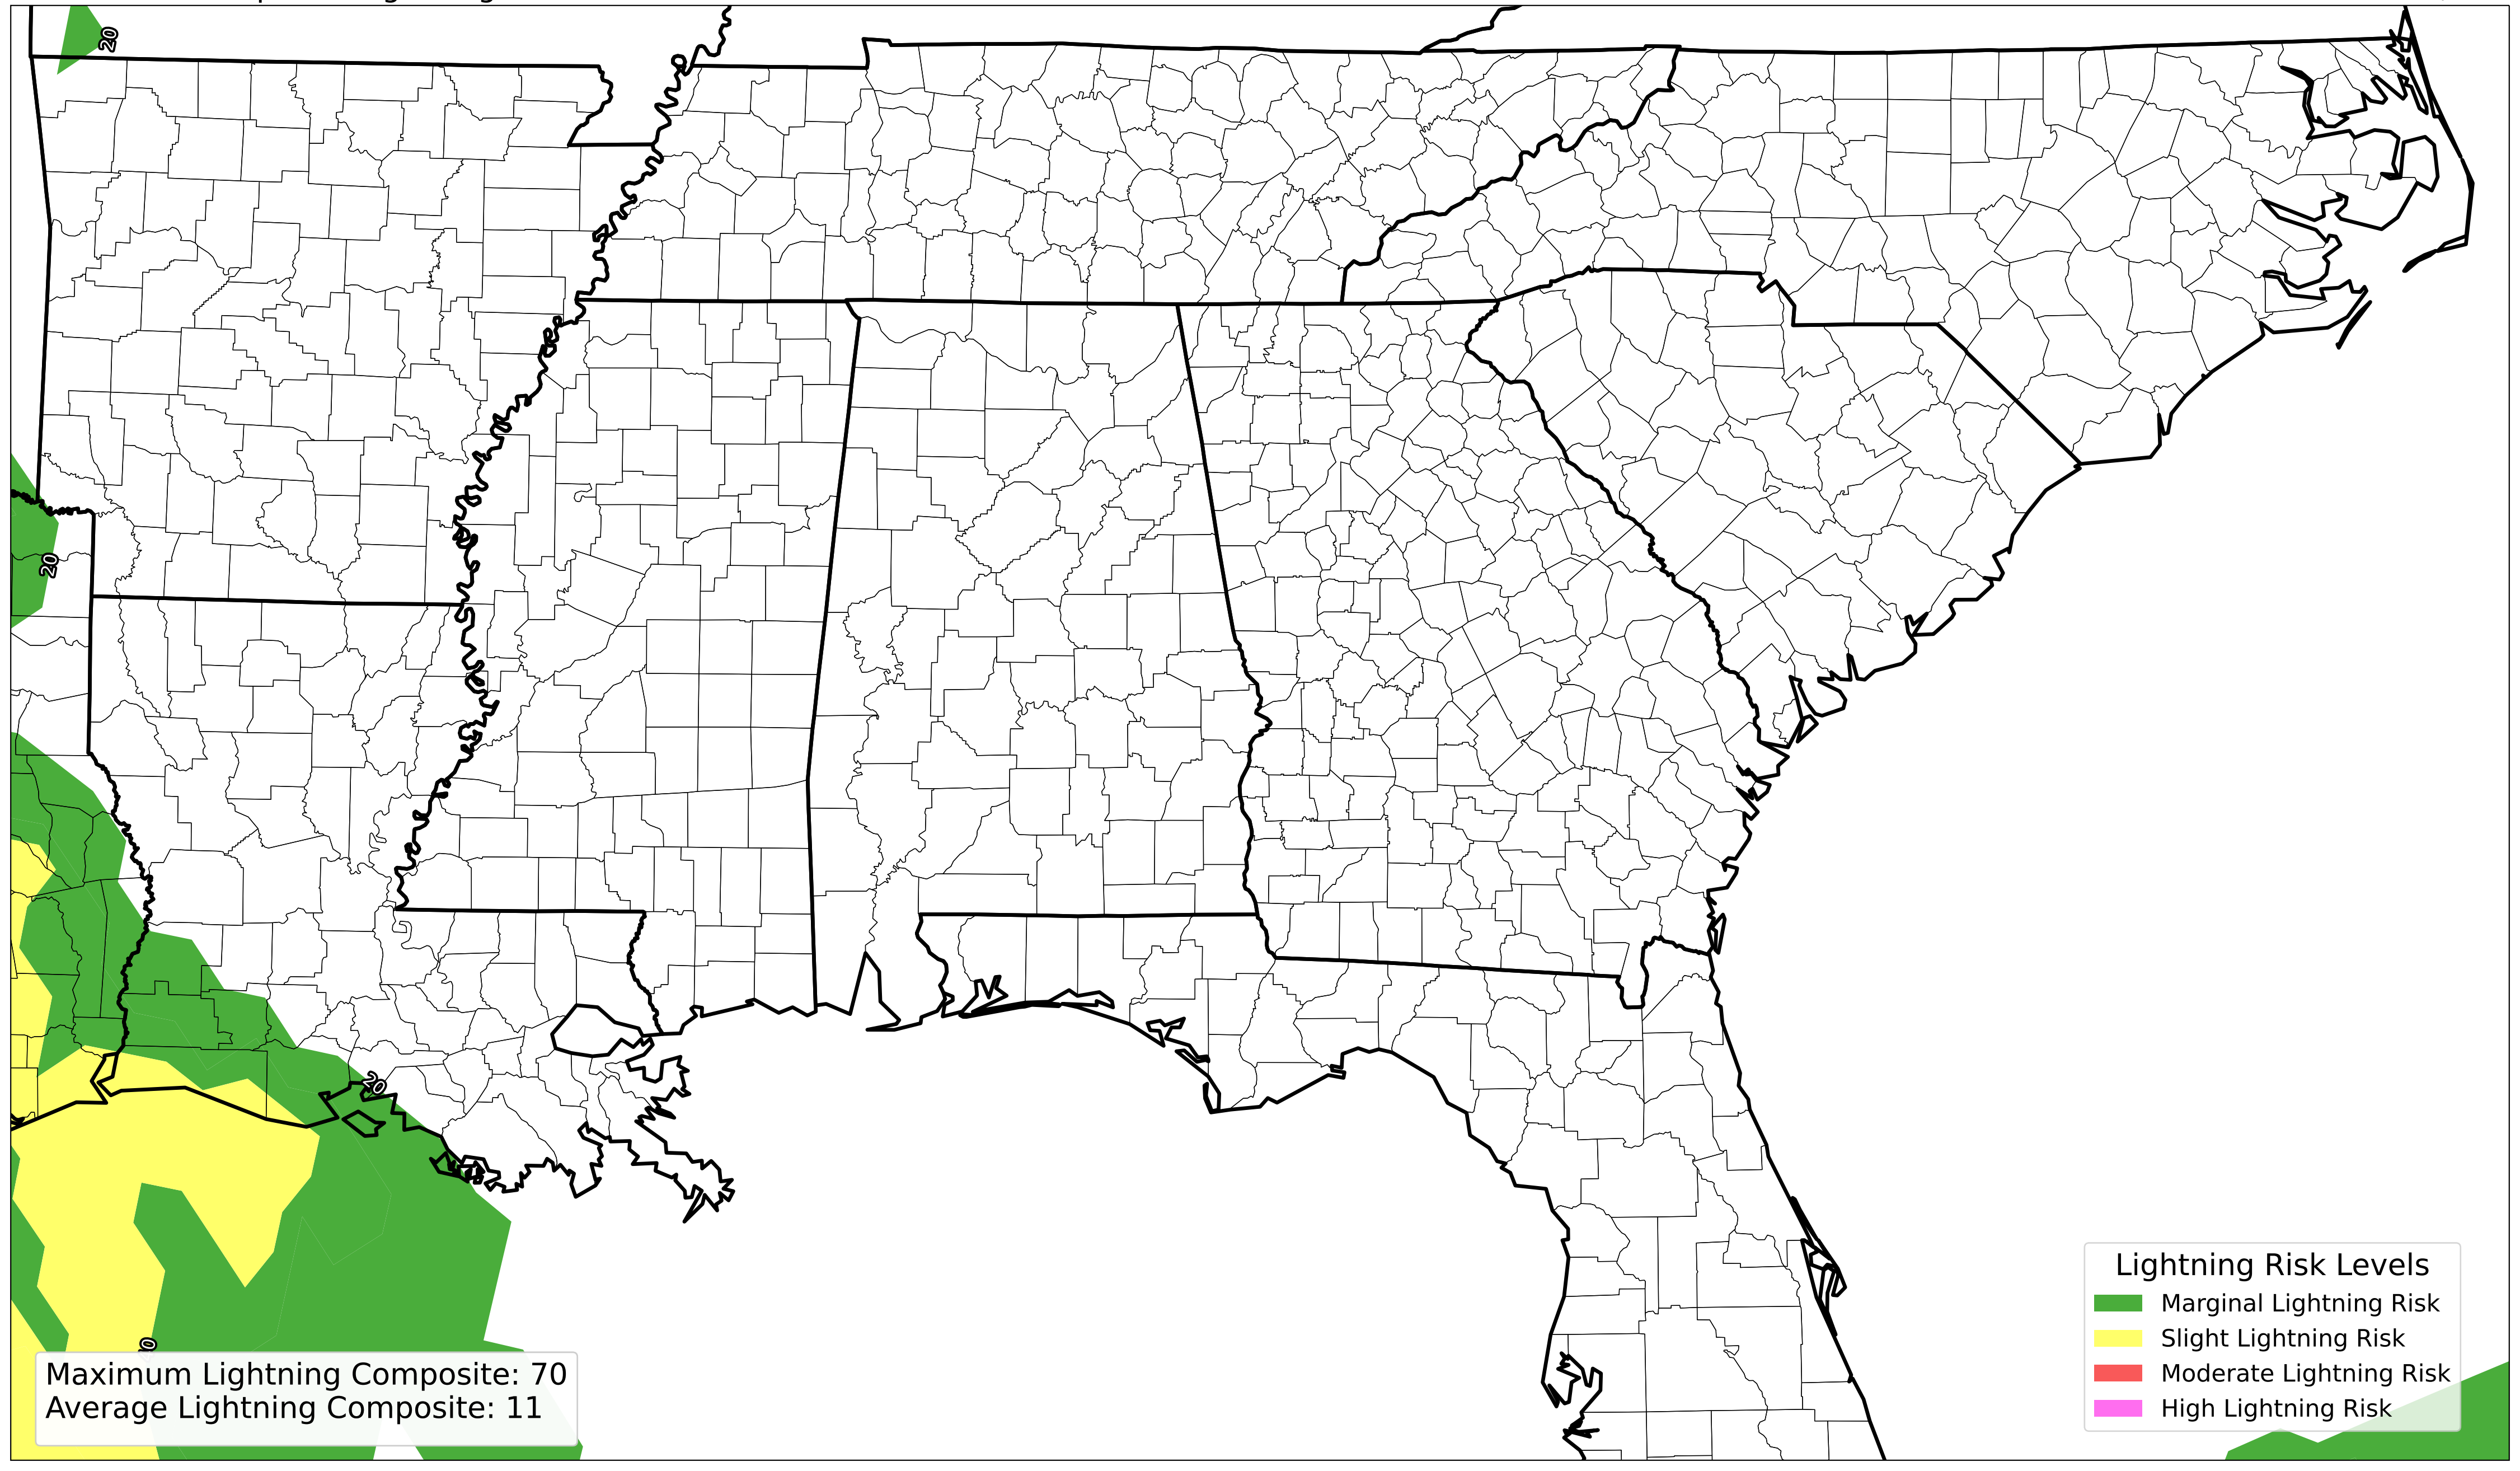 20
20
20
Lightning Risk Levels
Marginal Lightning Risk
Slight Lightning Risk
Moderate Lightning Risk
High Lightning Risk
Maximum Lightning Composite: 70
Average Lightning Composite: 11